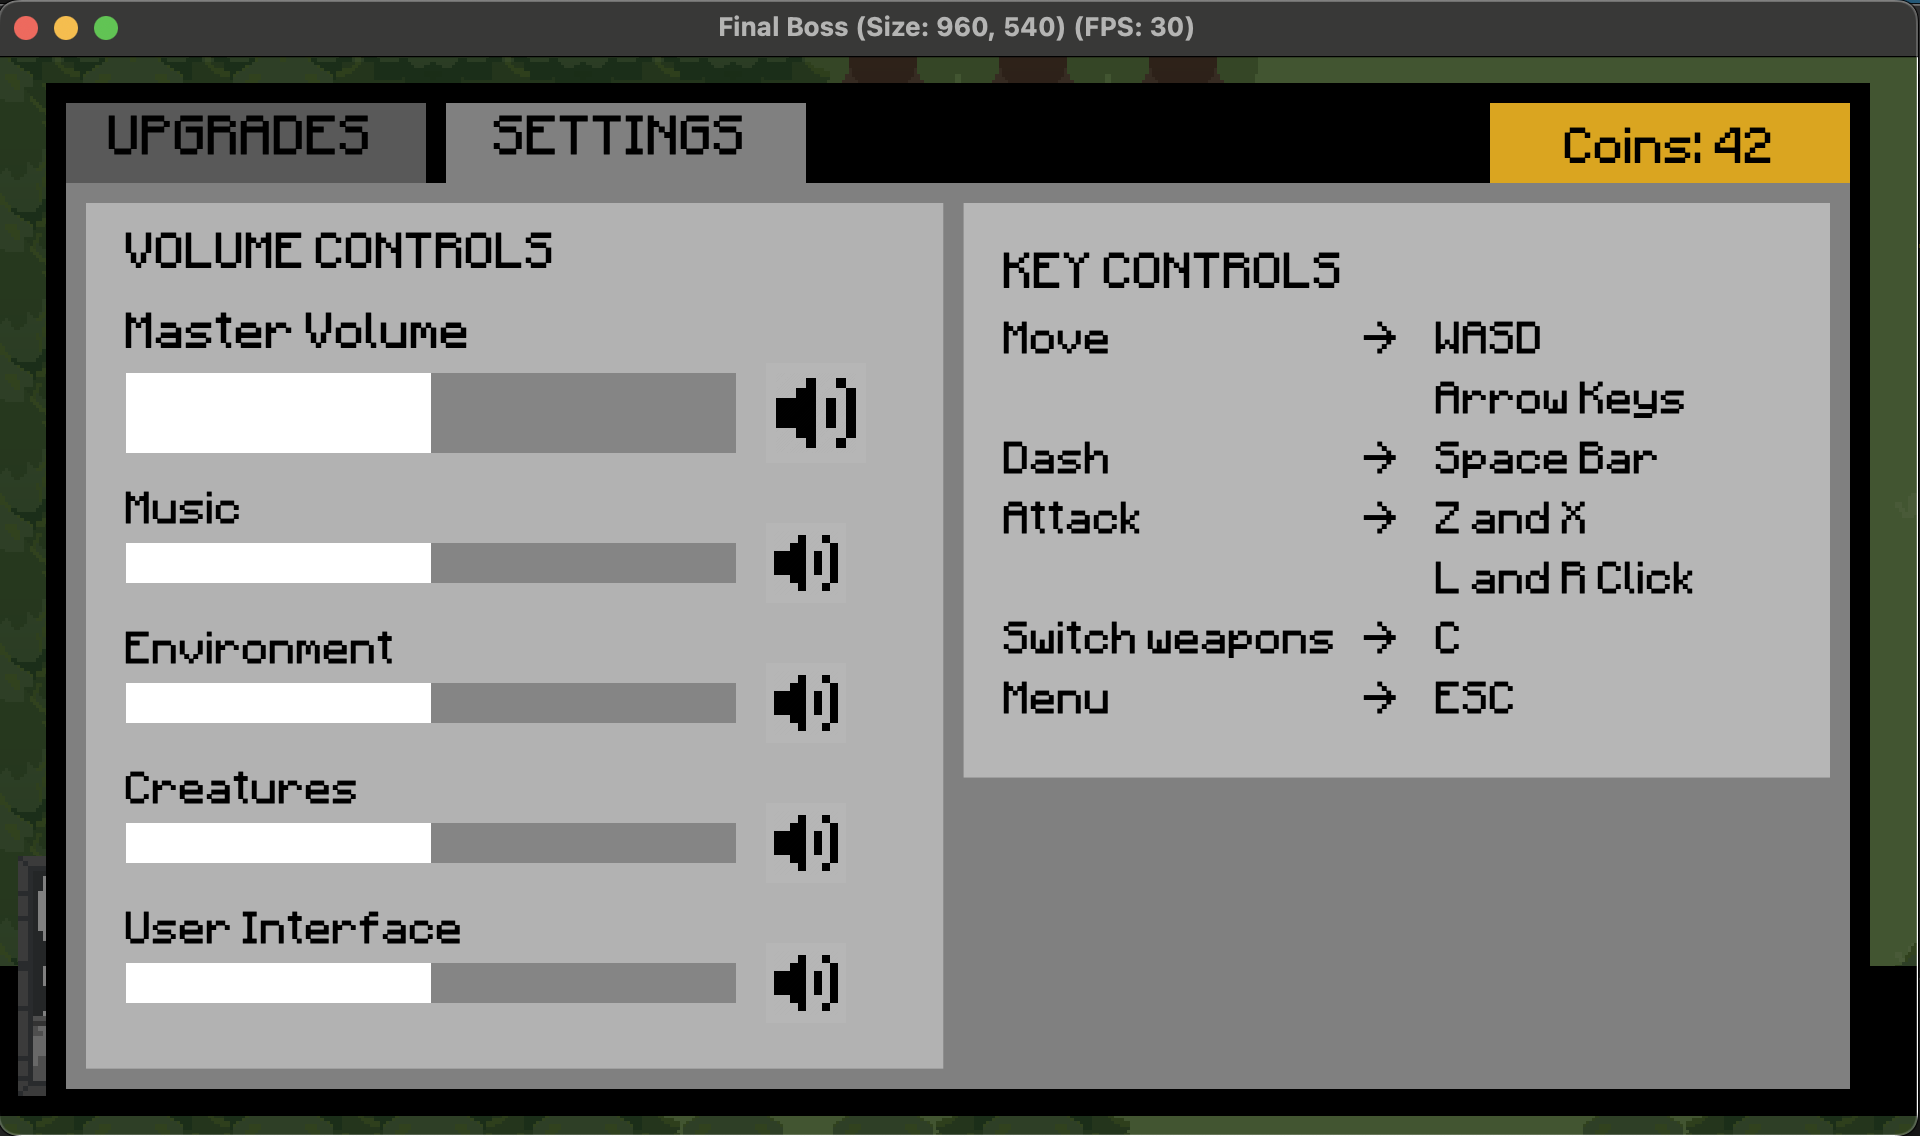 Final Boss (Size: 960, 540) (FPS: 30)
UPGRADES
SETTINGS
Coins: 42
VOLUME CONTROLS
Master Volume
Music
Environment
Creatures
User Interface
KEY CONTROLS
Move → WASD
Arrow Keys
Dash → Space Bar
Attack → Z and X
L and R Click
Switch weapons → C
Menu → ESC